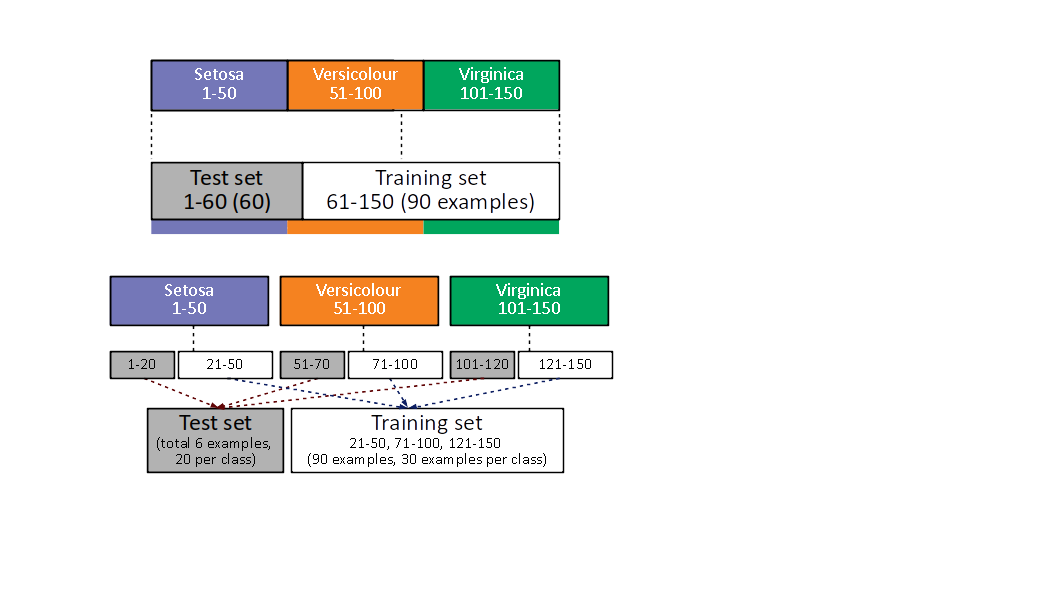 Setosa
1-50
Versicolour
51-100
Virginica
101-150
Test set
1-60 (60)
Training set
61-150 (90 examples)
Setosa
1-50
Versicolour
51-100
Virginica
101-150
1-20
21-50
51-70
71-100
101-120
121-150
Test set
(total 6 examples,
20 per class)
Training set
21-50, 71-100, 121-150
(90 examples, 30 examples per class)